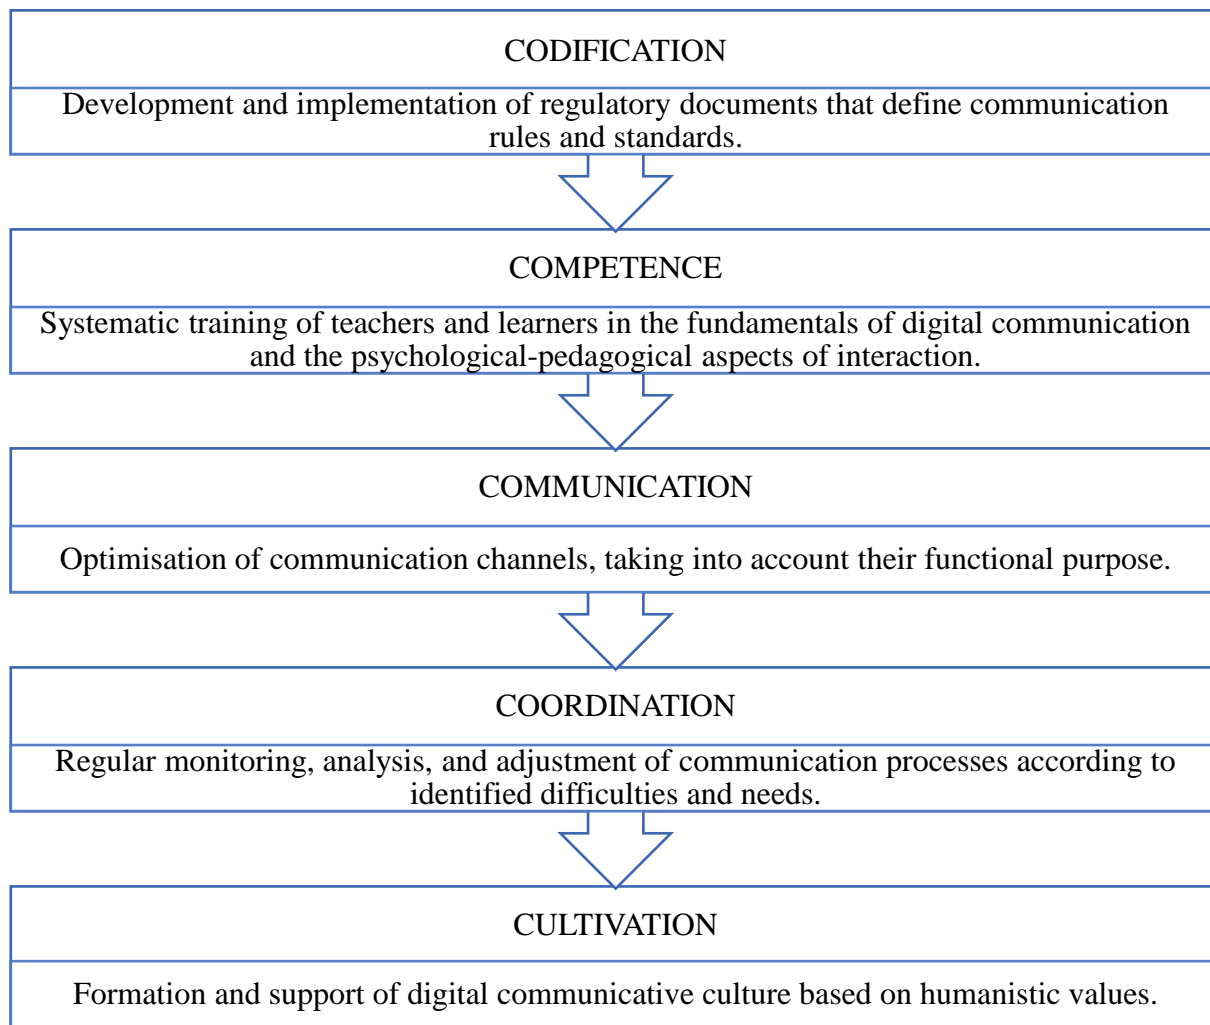 CODIFICATION
Development and implementation of regulatory documents that define communication
rules and standards.
COMPETENCE
Systematic training of teachers and learners in the fundamentals of digital communication
and the psychological-pedagogical aspects of interaction.
COMMUNICATION
Optimisation of communication channels, taking into account their functional purpose.
COORDINATION
Regular monitoring, analysis, and adjustment of communication processes according to
identified difficulties and needs.
CULTIVATION
Formation and support of digital communicative culture based on humanistic values.